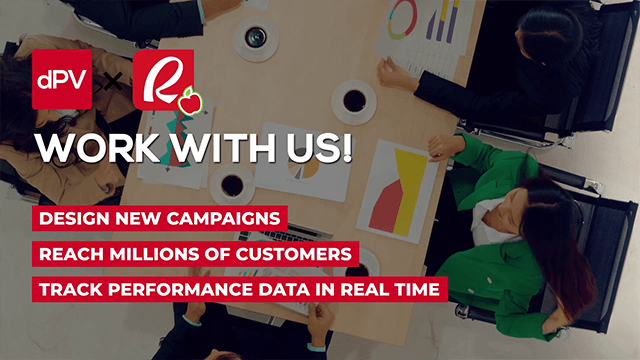 dPV × R
WORK WITH US!
DESIGN NEW CAMPAIGNS
REACH MILLIONS OF CUSTOMERS
TRACK PERFORMANCE DATA IN REAL TIME